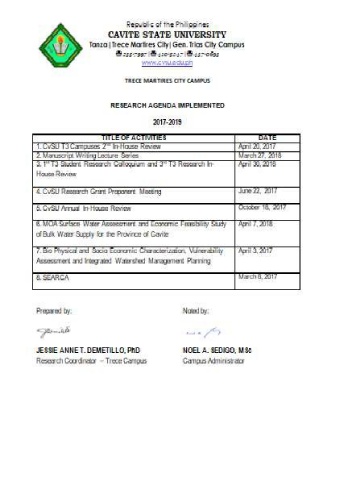 Republic of the Philippines
CAVITE STATE UNIVERSITY
Tanza | Trece Martires City | Gen. Trias City Campus
www.cvsu.edu.ph
TRECE MARTIRES CITY CAMPUS
RESEARCH AGENDA IMPLEMENTED
2017-2019
TITLE OF ACTIVITIES DATE
1. CvSU T3 Campuses 2nd In-House Review April 20, 2017
2. Manuscript Writing Lecture Series March 27, 2018
3. 1st T3 Student Research Colloquium and 3rd T3 Research In- April 30, 2018
House Review
4. CvSU Research Grant Proponent Meeting June 22, 2017
5. CvSU Annual In-House Review October 16, 2017
6. MOA Surface Water Assessment and Economic Feasibility Study April 7, 2018
of Bulk Water Supply for the Province of Cavite
7. Bio Physical and Socio Economic Characterization, Vulnerability April 3, 2017
Assessment and Integrated Watershed Management Planning
8. SEARCA March 8, 2017
Prepared by: Noted by:
JESSIE ANNE T. DEMETILLO, PhD NOEL A. SEDIGO, MSc
Research Coordinator – Trece Campus Campus Administrator